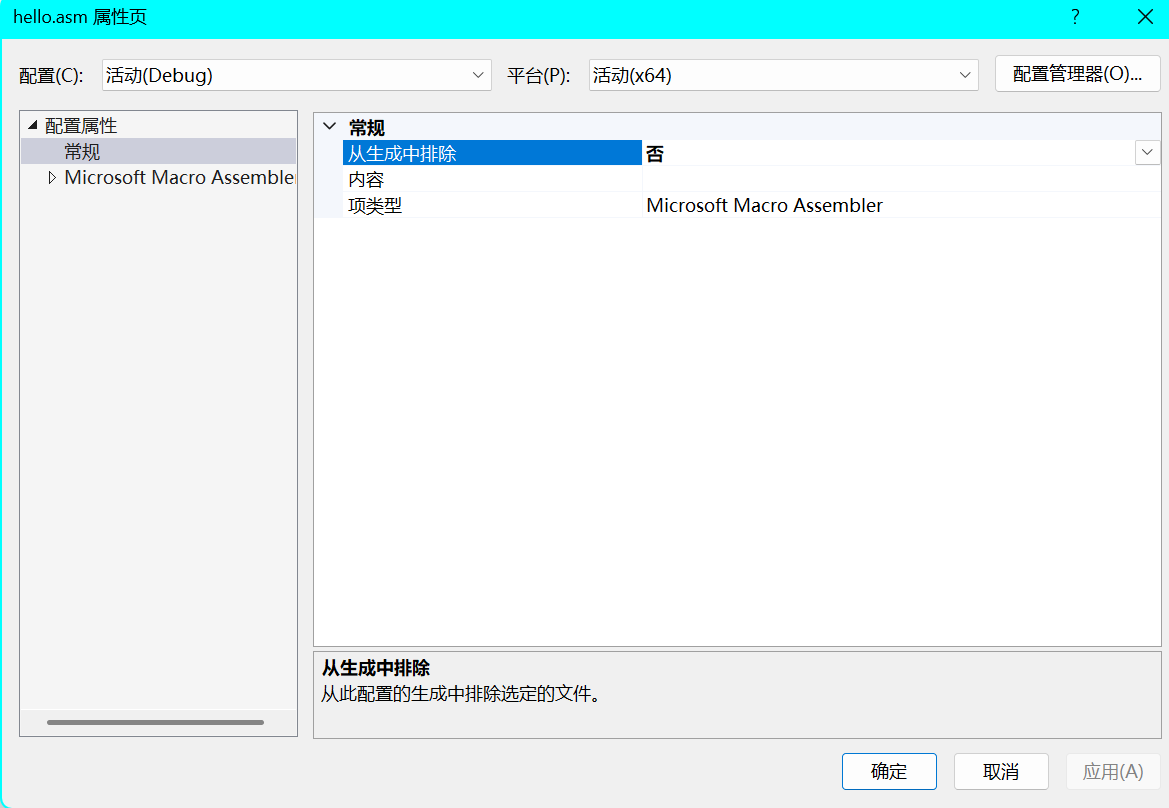 hello.asm 属性页
?
配置(C): 活动(Debug) 平台(P): 活动(x64) 配置管理器(O)...
配置属性
常规
Microsoft Macro Assemble
常规
从生成中排除 否
内容
项类型 Microsoft Macro Assembler
从生成中排除
从此配置的生成中排除选定的文件。
确定 取消 应用(A)